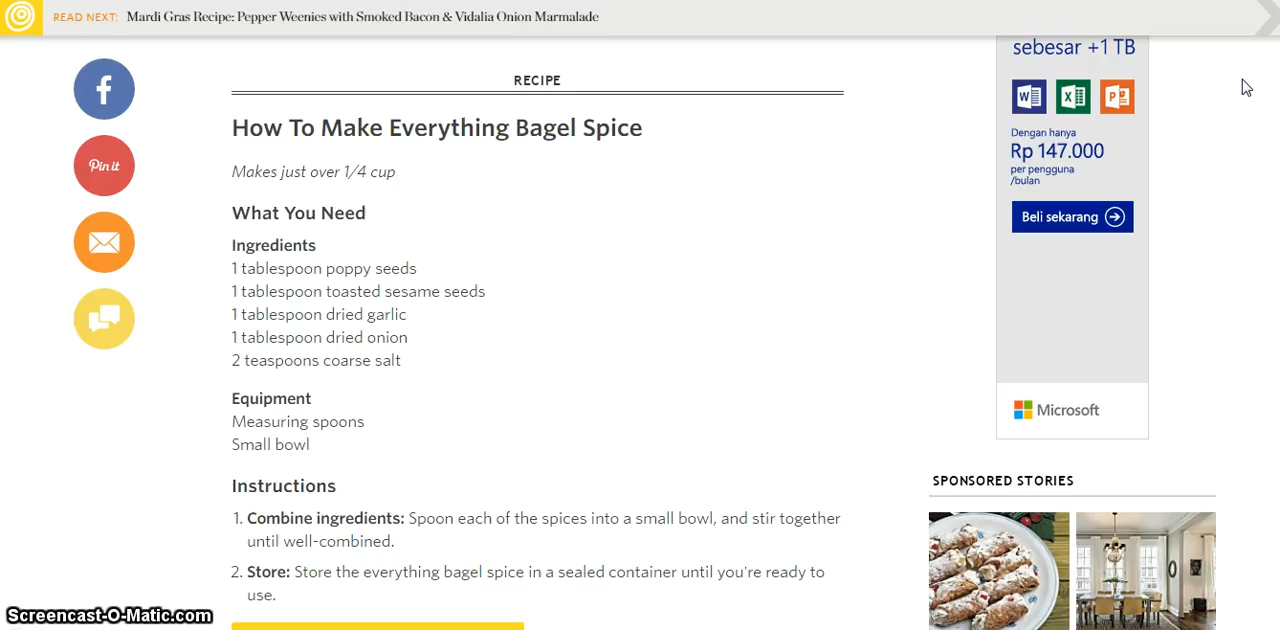 READ NEXT: Mardi Gras Recipe: Pepper Weenies with Smoked Bacon & Vidalia Onion Marmalade
f
Pin it
RECIPE
How To Make Everything Bagel Spice
Makes just over 1/4 cup
What You Need
Ingredients
1 tablespoon poppy seeds
1 tablespoon toasted sesame seeds
1 tablespoon dried garlic
1 tablespoon dried onion
2 teaspoons coarse salt
Equipment
Measuring spoons
Small bowl
Instructions
1. Combine ingredients: Spoon each of the spices into a small bowl, and stir together
until well-combined.
2. Store: Store the everything bagel spice in a sealed container until you're ready to
use.
sebesar +1 TB
W X P
Dengan hanya
Rp 147.000
per pengguna
/bulan
Beli sekarang
Microsoft
SPONSORED STORIES
Screencast-O-Matic.com